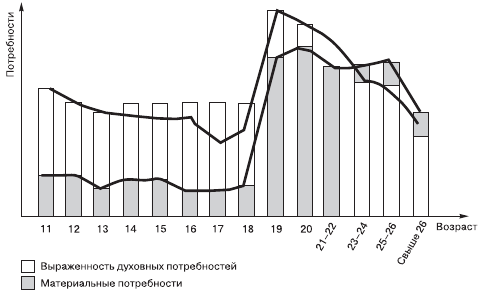 Потребности
11 12 13 14 15 16 17 18 19 20 21–22 23–24 25–26 Свыше 26 Возраст
Выраженность духовных потребностей
Материальные потребности